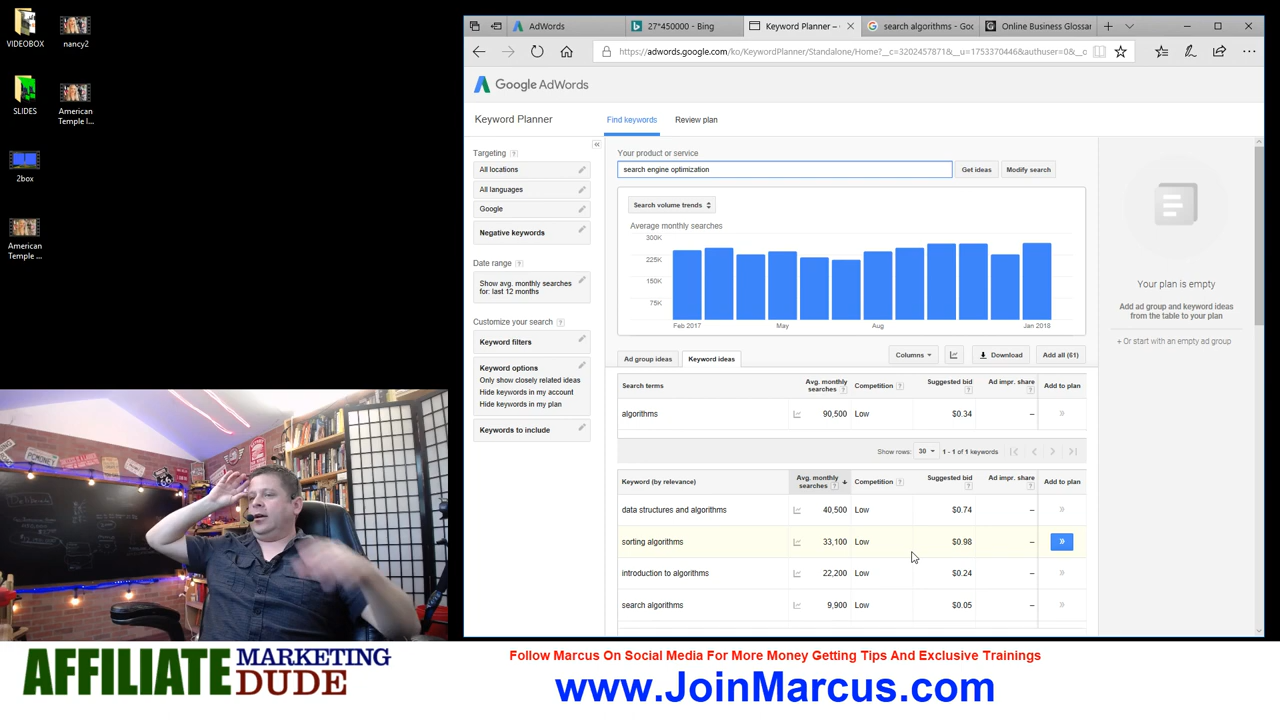 VIDEOBOX
nancy2
SLIDES
American
Temple I...
2box
American
Temple ...
AdWords
27*450000 - Bing
Keyword Planner –
search algorithms - Goo
Online Business Glossar
https://adwords.google.com/ko/KeywordPlanner/Standalone/Home?__c=3202457871&__u=1753370446&authuser=0&__o
Google AdWords
Keyword Planner
Find keywords
Review plan
Targeting ?
All locations
All languages
Google
Negative keywords
Date range ?
Show avg. monthly searches
for: last 12 months
Customize your search ?
Keyword filters
Keyword options
Only show closely related ideas
Hide keywords in my account
Hide keywords in my plan
Keywords to include
Your product or service
search engine optimization
Get ideas
Modify search
Search volume trends
Average monthly searches
300K
225K
150K
75K
Feb 2017 May Aug Jan 2018
Ad group ideas
Keyword ideas
Columns
Download
Add all (61)
Search terms Avg. monthly searches ? Competition ? Suggested bid ? Ad impr. share ? Add to plan
algorithms 90,500 Low $0.34 – »
Show rows: 30 1 - 1 of 1 keywords
Keyword (by relevance) Avg. monthly searches ? Competition ? Suggested bid ? Ad impr. share ? Add to plan
data structures and algorithms 40,500 Low $0.74 – »
sorting algorithms 33,100 Low $0.98 – »
introduction to algorithms 22,200 Low $0.24 – »
search algorithms 9,900 Low $0.05 –  »
Your plan is empty
Add ad group and keyword ideas
from the table to your plan
+ Or start with an empty ad group
AFFILIATE MARKETING
DUDE
Follow Marcus On Social Media For More Money Getting Tips And Exclusive Trainings
www.JoinMarcus.com